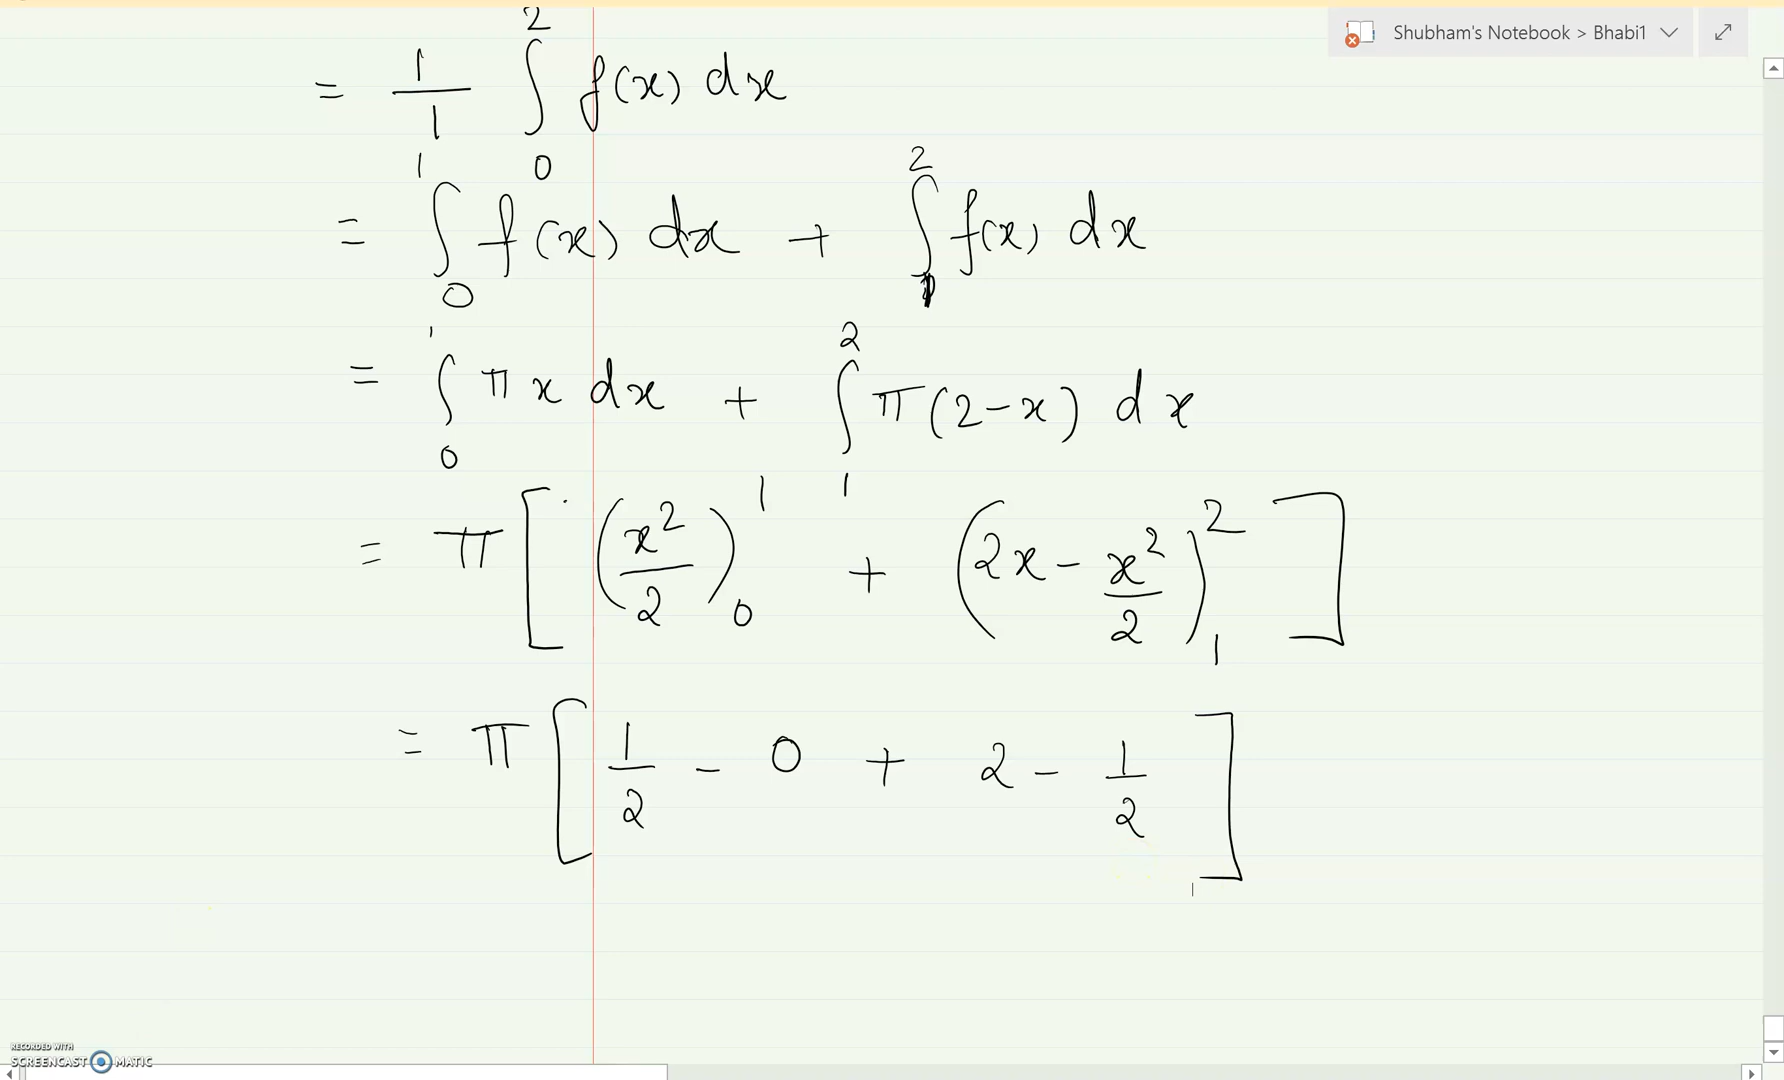 Shubham's Notebook > Bhabi1
= 1/1 ∫₀² f(x) dx
= ∫₀¹ f(x) dx + ∫₁² f(x) dx
= ∫₀¹ π x dx + ∫₁² π(2-x) dx
= π [ (x²/2)₀¹ + (2x - x²/2)₁² ]
= π [ 1/2 - 0 + 2 - 1/2 ]
RECORDED WITH
SCREENCAST MATIC